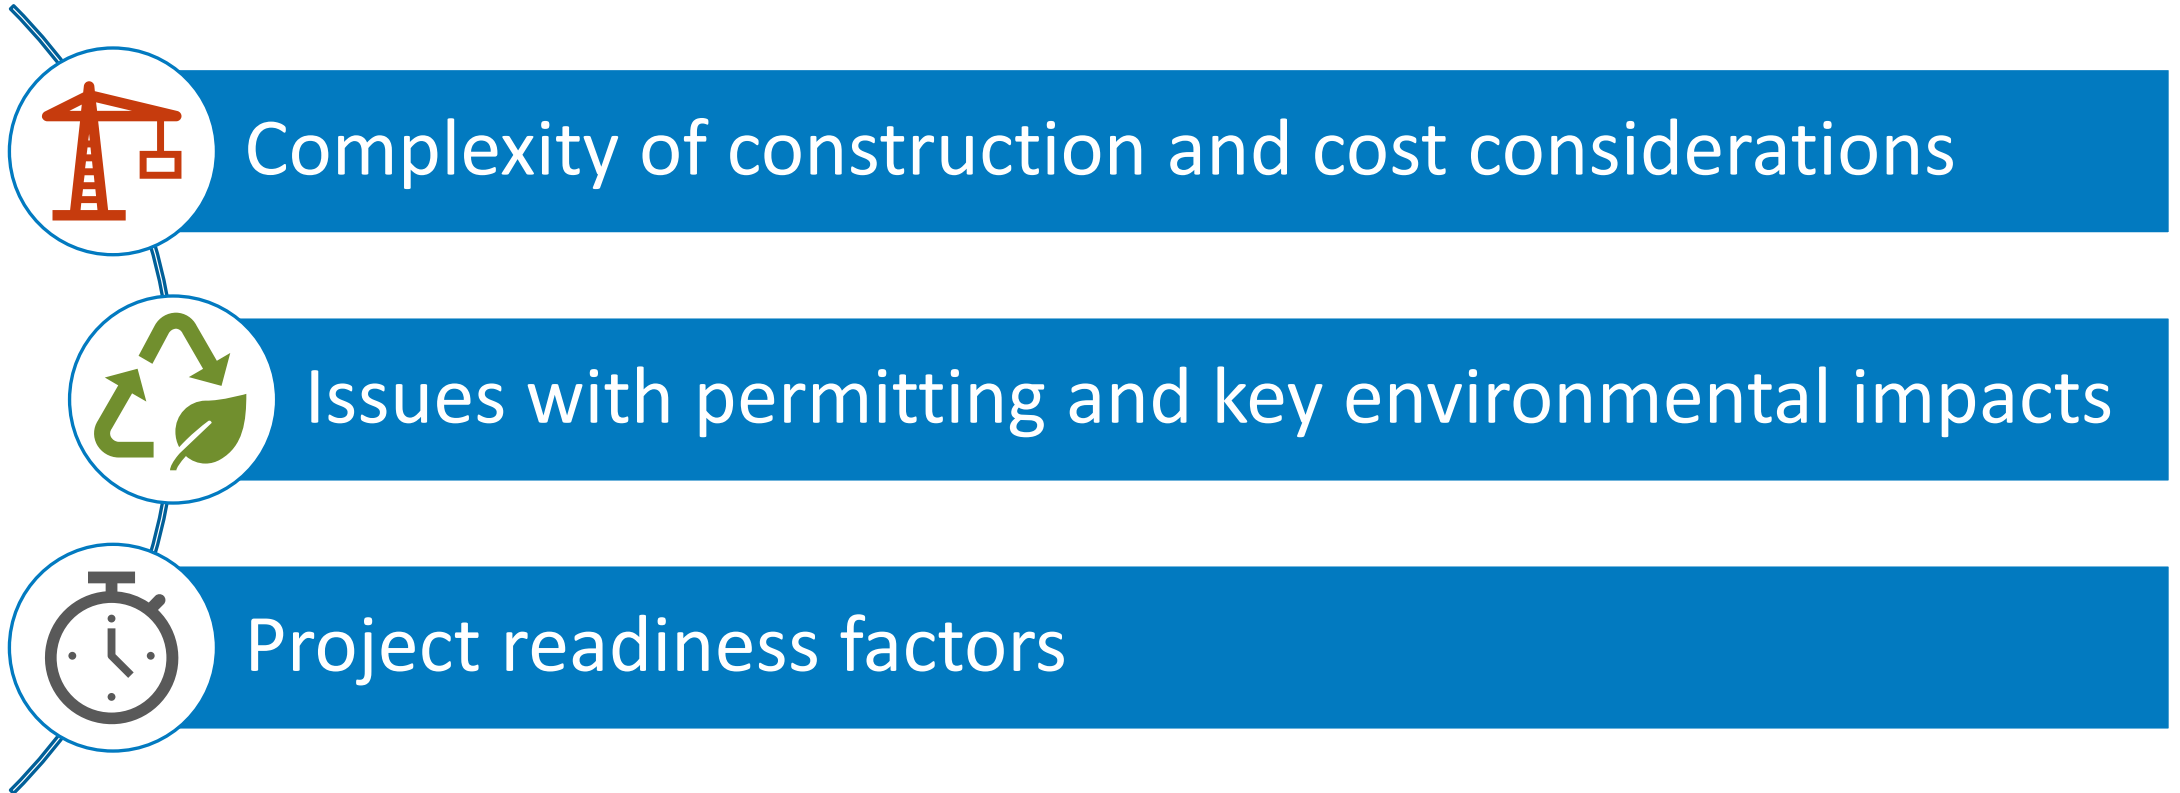 Complexity of construction and cost considerations
Issues with permitting and key environmental impacts
Project readiness factors